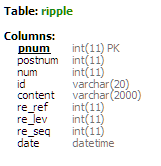 Table: ripple
Columns:
pnum int(11) PK
postnum int(11)
num int(11)
id varchar(20)
content varchar(2000)
re_ref int(11)
re_lev int(11)
re_seq int(11)
date datetime